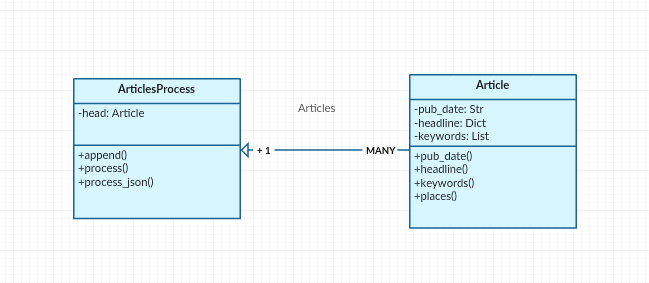 ArticlesProcess
-head: Article
+append()
+process()
+process_json()
Articles
+ 1
MANY
Article
-pub_date: Str
-headline: Dict
-keywords: List
+pub_date()
+headline()
+keywords()
+places()